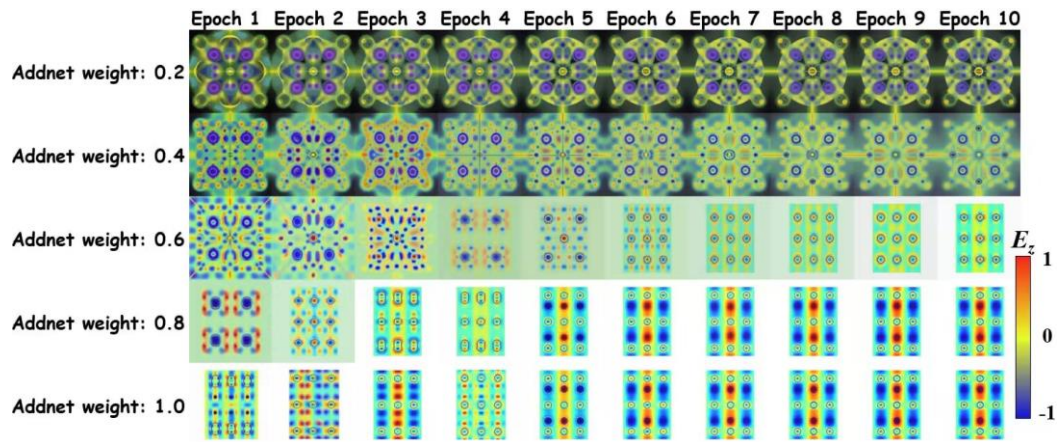 Epoch 1 Epoch 2 Epoch 3 Epoch 4 Epoch 5 Epoch 6 Epoch 7 Epoch 8 Epoch 9 Epoch 10
Addnet weight: 0.2
Addnet weight: 0.4
Addnet weight: 0.6
Addnet weight: 0.8
Addnet weight: 1.0
E_z
1
0
-1